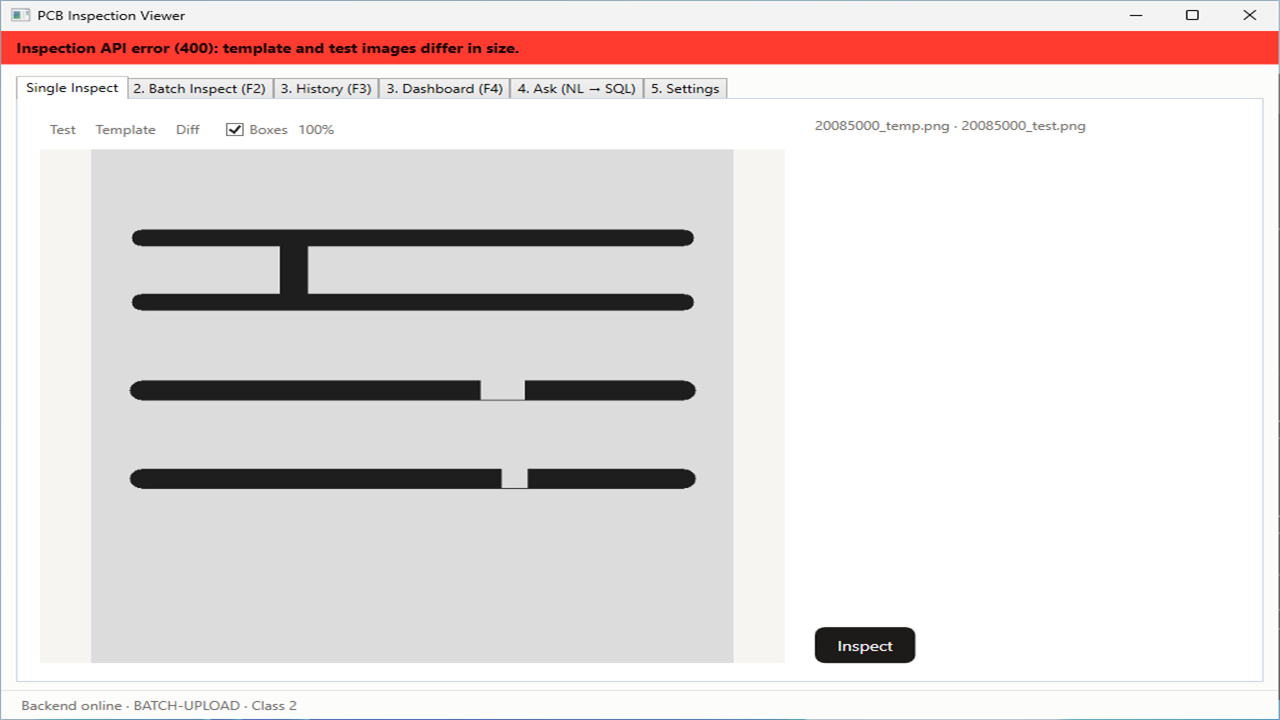 PCB Inspection Viewer
Inspection API error (400): template and test images differ in size.
Single Inspect 2. Batch Inspect (F2) 3. History (F3) 3. Dashboard (F4) 4. Ask (NL → SQL) 5. Settings
Test Template Diff Boxes 100%
20085000_temp.png · 20085000_test.png
Inspect
Backend online · BATCH-UPLOAD · Class 2